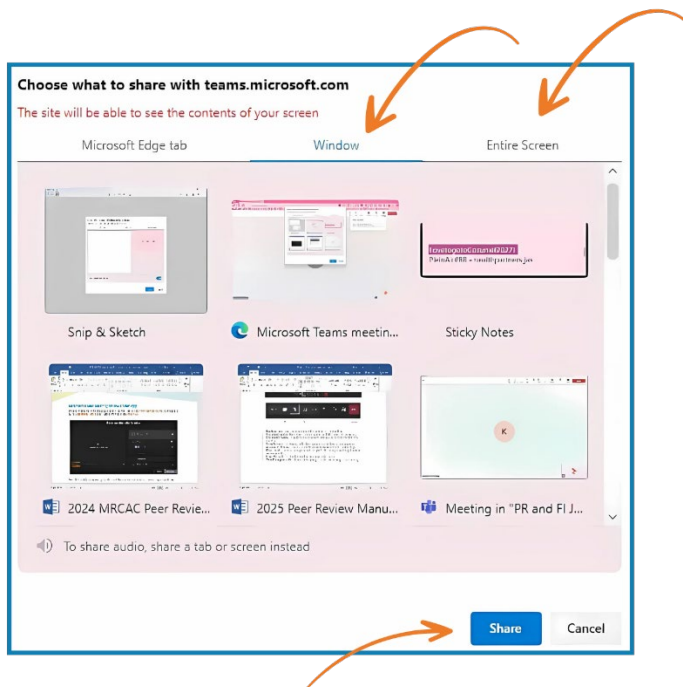 Choose what to share with teams.microsoft.com
The site will be able to see the contents of your screen
Microsoft Edge tab
Window
Entire Screen
Snip & Sketch
Microsoft Teams meetin...
Sticky Notes
2024 MRCAC Peer Revie...
2025 Peer Review Manu...
K
Meeting in "PR and FI J...
To share audio, share a tab or screen instead
Share
Cancel